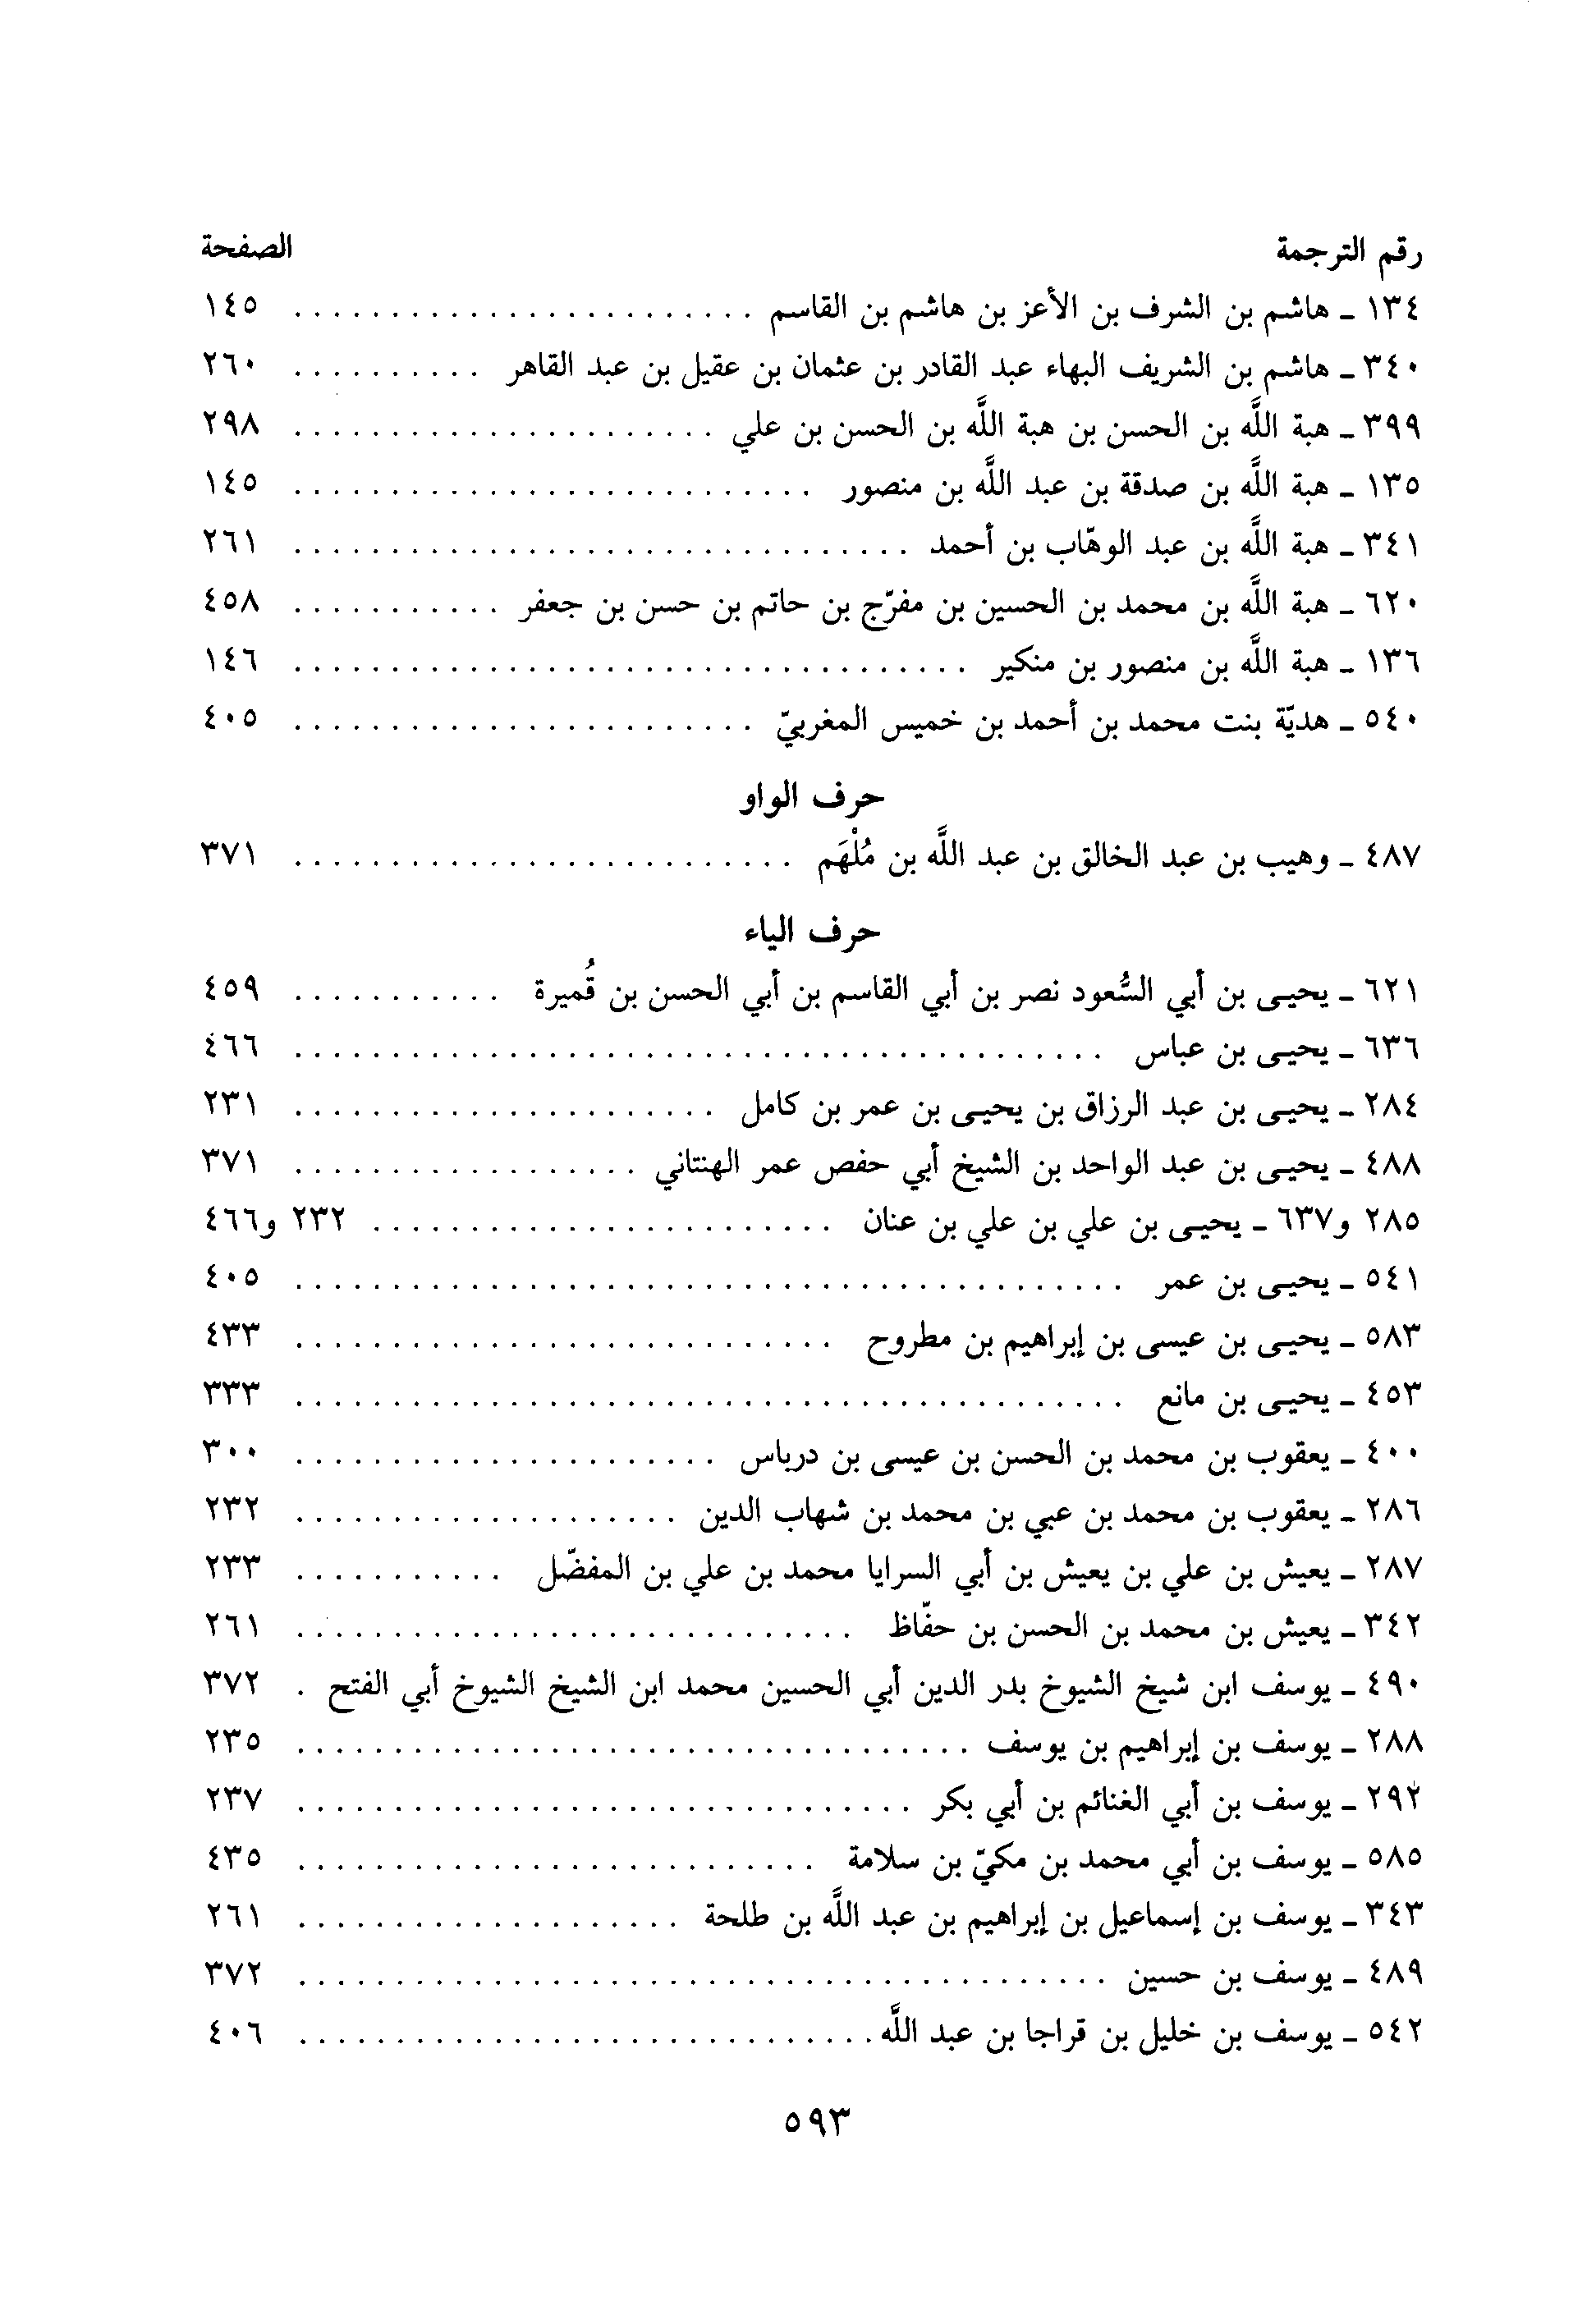 رقم الترجمة الصفحة
١٣٤ ـ هاشم بن الشرف بن الأعز بن هاشم بن القاسم . . . . . . . . . . . . . . . . . . . . . . . . ١٤٥
٣٤٠ ـ هاشم بن الشريف البهاء عبد القادر بن عثمان بن عقيل بن عبد القاهر . . . . . . . . . . ٢٦٠
٣٩٩ ـ هبة اللَّه بن الحسن بن هبة اللَّه بن الحسن بن علي . . . . . . . . . . . . . . . . . . . . . . ٢٩٨
١٣٥ ـ هبة اللَّه بن صدقة بن عبد اللَّه بن منصور . . . . . . . . . . . . . . . . . . . . . . . . . . . ١٤٥
٣٤١ ـ هبة اللَّه بن عبد الوهّاب بن أحمد . . . . . . . . . . . . . . . . . . . . . . . . . . . . . . . . ٢٦١
٦٢٠ ـ هبة اللَّه بن محمد بن الحسين بن مفرّج بن حاتم بن حسن بن جعفر . . . . . . . . . . . ٤٥٨
١٣٦ ـ هبة اللَّه بن منصور بن منكير . . . . . . . . . . . . . . . . . . . . . . . . . . . . . . . . . . . ١٤٦
٥٤٠ ـ هديّة بنت محمد بن أحمد بن خميس المغربيّ . . . . . . . . . . . . . . . . . . . . . . . . ٤٠٥
حرف الواو
٤٨٧ ـ وهيب بن عبد الخالق بن عبد اللَّه بن مُلْهَم . . . . . . . . . . . . . . . . . . . . . . . . . . ٣٧١
حرف الياء
٦٢١ ـ يحيى بن أبي السُّعود نصر بن أبي القاسم بن أبي الحسن بن قُميرة . . . . . . . . . . . ٤٥٩
٦٣٦ ـ يحيى بن عباس . . . . . . . . . . . . . . . . . . . . . . . . . . . . . . . . . . . . . . . . . . ٤٦٦
٢٨٤ ـ يحيى بن عبد الرزاق بن يحيى بن عمر بن كامل . . . . . . . . . . . . . . . . . . . . . . ٢٣١
٤٨٨ ـ يحيى بن عبد الواحد بن الشيخ أبي حفص عمر الهنتاني . . . . . . . . . . . . . . . . . . ٣٧١
٢٨٥ و٦٣٧ ـ يحيى بن علي بن علي بن عنان . . . . . . . . . . . . . . . . . . . . . . . . ٢٣٢ و٤٦٦
٥٤١ ـ يحيى بن عمر . . . . . . . . . . . . . . . . . . . . . . . . . . . . . . . . . . . . . . . . . . . ٤٠٥
٥٨٣ ـ يحيى بن عيسى بن إبراهيم بن مطروح . . . . . . . . . . . . . . . . . . . . . . . . . . . . ٤٣٣
٤٥٣ ـ يحيى بن مانع . . . . . . . . . . . . . . . . . . . . . . . . . . . . . . . . . . . . . . . . . . . ٣٣٣
٤٠٠ ـ يعقوب بن محمد بن الحسن بن عيسى بن درباس . . . . . . . . . . . . . . . . . . . . . . ٣٠٠
٢٨٦ ـ يعقوب بن محمد بن عبي بن محمد بن شهاب الدين . . . . . . . . . . . . . . . . . . . . ٢٣٢
٢٨٧ ـ يعيش بن علي بن يعيش بن أبي السرايا محمد بن علي بن المفضّل . . . . . . . . . . . ٢٣٣
٣٤٢ ـ يعيش بن محمد بن الحسن بن حفّاظ . . . . . . . . . . . . . . . . . . . . . . . . . . . . . ٢٦١
٤٩٠ ـ يوسف ابن شيخ الشيوخ بدر الدين أبي الحسين محمد ابن الشيخ الشيوخ أبي الفتح . ٣٧٢
٢٨٨ ـ يوسف بن إبراهيم بن يوسف . . . . . . . . . . . . . . . . . . . . . . . . . . . . . . . . . . . ٢٣٥
٢٩٢ ـ يوسف بن أبي الغنائم بن أبي بكر . . . . . . . . . . . . . . . . . . . . . . . . . . . . . . . . ٢٣٧
٥٨٥ ـ يوسف بن أبي محمد بن مكيّ بن سلامة . . . . . . . . . . . . . . . . . . . . . . . . . . . ٤٣٥
٣٤٣ ـ يوسف بن إسماعيل بن إبراهيم بن عبد اللَّه بن طلحة . . . . . . . . . . . . . . . . . . . . ٢٦١
٤٨٩ ـ يوسف بن حسين . . . . . . . . . . . . . . . . . . . . . . . . . . . . . . . . . . . . . . . . . . ٣٧٢
٥٤٢ ـ يوسف بن خليل بن قراجا بن عبد اللَّه . . . . . . . . . . . . . . . . . . . . . . . . . . . . . . ٤٠٦
٥٩٣